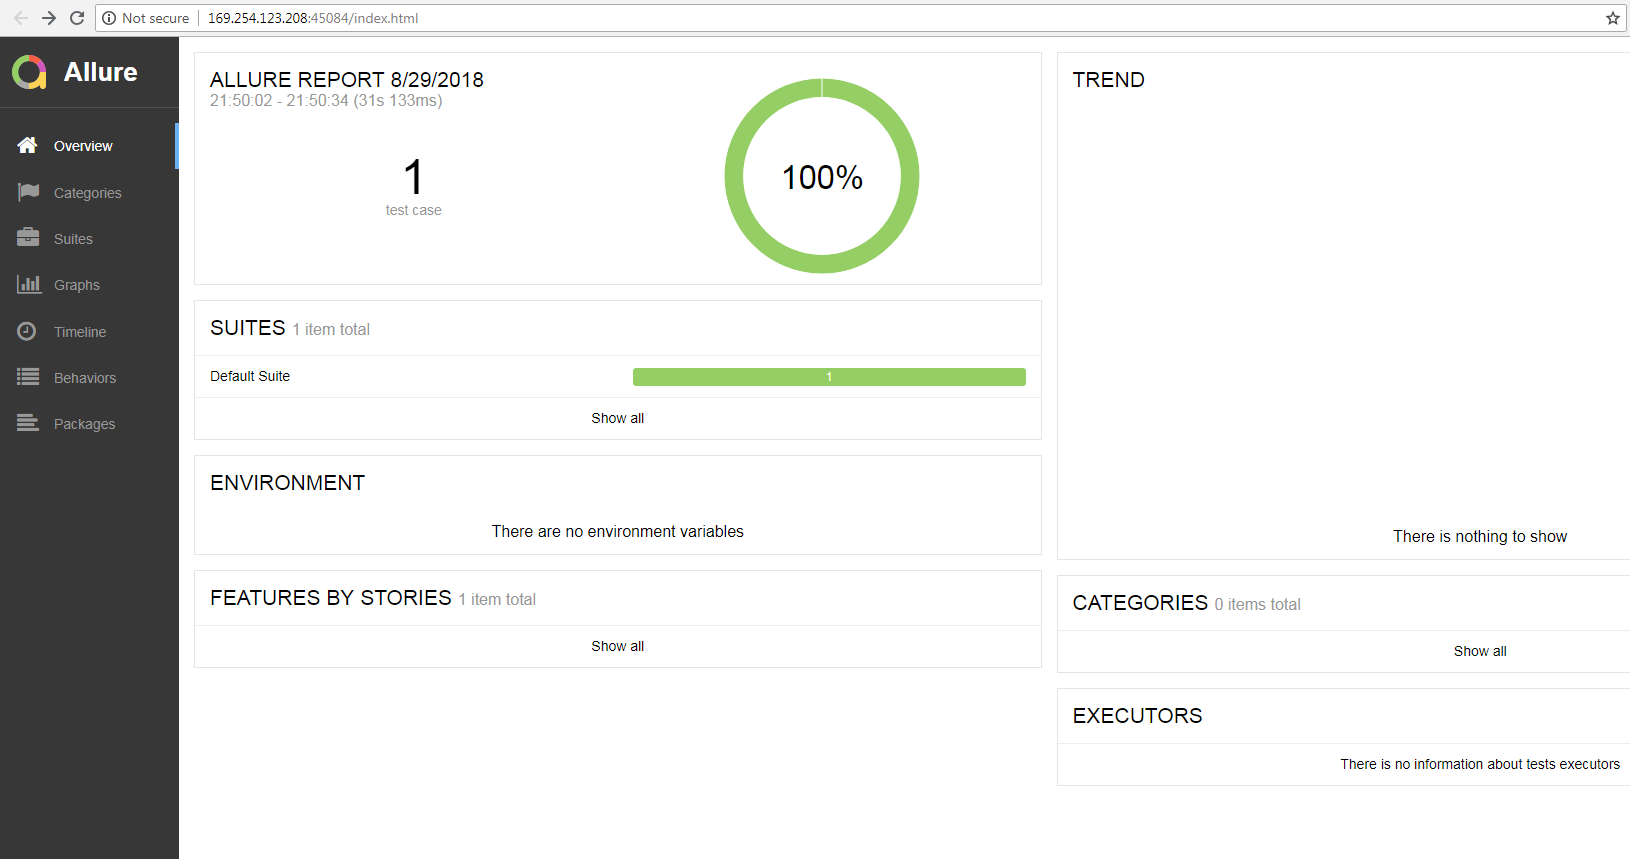 Not secure 169.254.123.208:45084/index.html
Allure
Overview
Categories
Suites
Graphs
Timeline
Behaviors
Packages
ALLURE REPORT 8/29/2018
21:50:02 - 21:50:34 (31s 133ms)
1
test case
100%
SUITES 1 item total
Default Suite 1
Show all
ENVIRONMENT
There are no environment variables
FEATURES BY STORIES 1 item total
Show all
TREND
There is nothing to show
CATEGORIES 0 items total
Show all
EXECUTORS
There is no information about tests executors